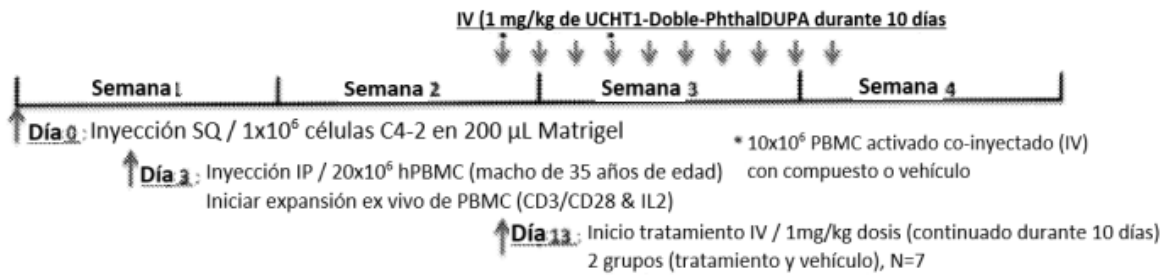 IV (1 mg/kg de UCHT1-Doble-PhthalDUPA durante 10 días
* *
Semana 1 Semana 2 Semana 3 Semana 4
Día 0 : Inyección SQ / 1x10⁶ células C4-2 en 200 µL Matrigel
* 10x10⁶ PBMC activado co-inyectado (IV)
con compuesto o vehículo
Día 3 : Inyección IP / 20x10⁶ hPBMC (macho de 35 años de edad)
Iniciar expansión ex vivo de PBMC (CD3/CD28 & IL2)
Día 13 : Inicio tratamiento IV / 1mg/kg dosis (continuado durante 10 días)
2 grupos (tratamiento y vehículo), N=7